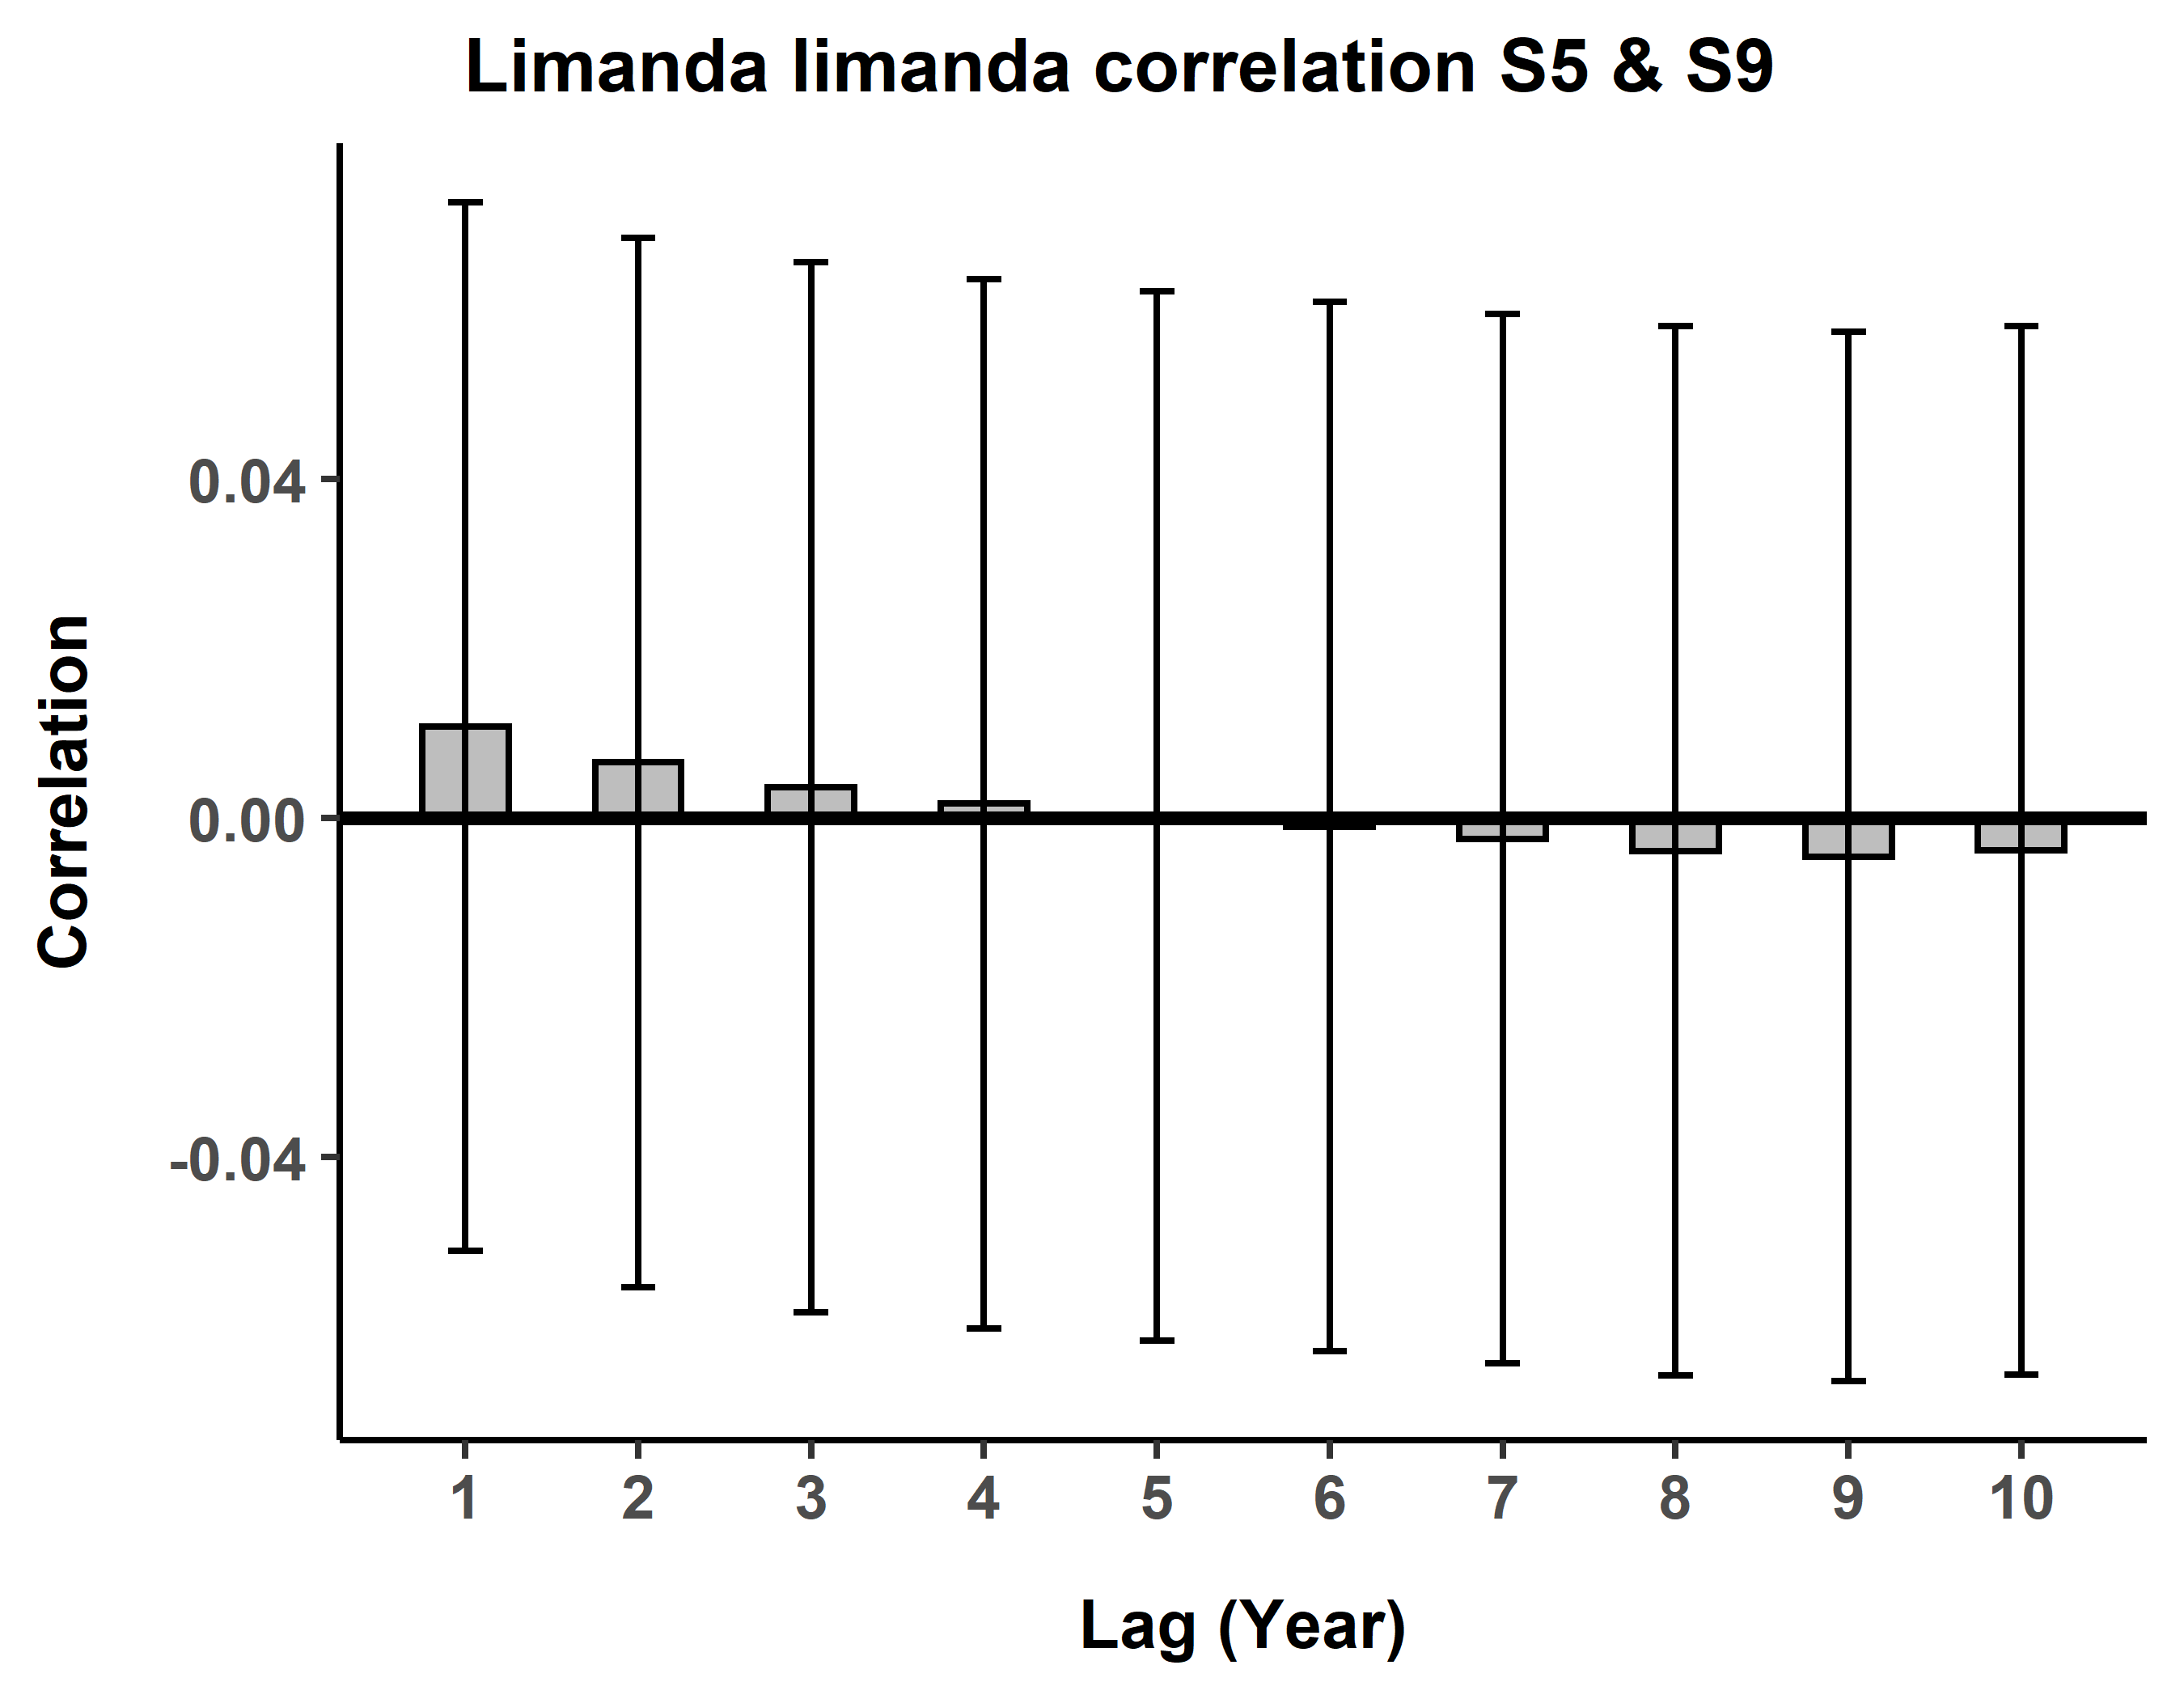 Limanda limanda correlation S5 & S9
Correlation
0.04
0.00
-0.04
1 2 3 4 5 6 7 8 9 10
Lag (Year)